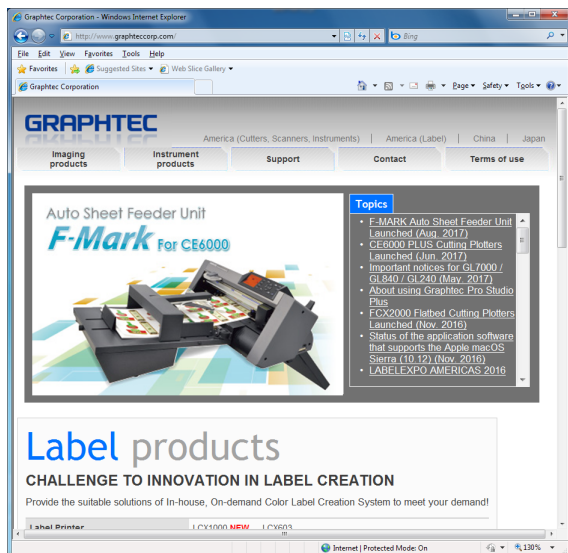 Graphtec Corporation - Windows Internet Explorer
http://www.graphteccorp.com/
Bing
File Edit View Favorites Tools Help
Favorites Suggested Sites Web Slice Gallery
Graphtec Corporation
Page Safety Tools
GRAPHTEC
America (Cutters, Scanners, Instruments) | America (Label) | China | Japan
Imaging products
Instrument products
Support
Contact
Terms of use
Auto Sheet Feeder Unit
F-Mark For CE6000
Topics
• F-MARK Auto Sheet Feeder Unit
Launched (Aug. 2017)
• CE6000 PLUS Cutting Plotters
Launched (Jun. 2017)
• Important notices for GL7000 /
GL840 / GL240 (May. 2017)
• About using Graphtec Pro Studio
Plus
• FCX2000 Flatbed Cutting Plotters
Launched (Nov. 2016)
• Status of the application software
that supports the Apple macOS
Sierra (10.12) (Nov. 2016)
• LABELEXPO AMERICAS 2016
Label products
CHALLENGE TO INNOVATION IN LABEL CREATION
Provide the suitable solutions of In-house, On-demand Color Label Creation System to meet your demand!
Label Printer LCX1000 NEW LCX603
Internet | Protected Mode: On
130%